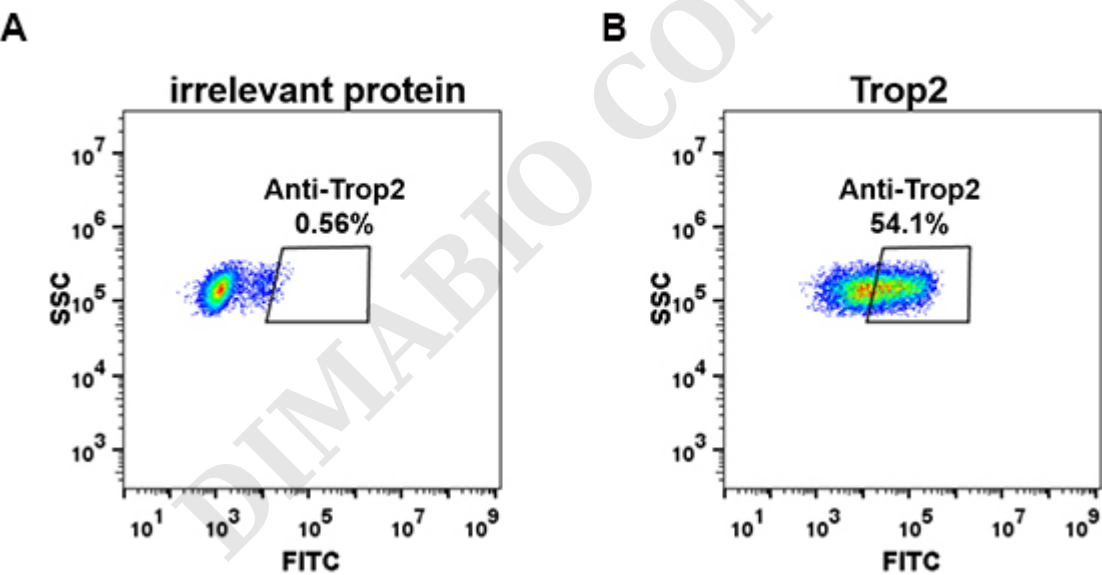 A
irrelevant protein
Anti-Trop2
0.56%
SSC
10⁷
10⁶
10⁵
10⁴
10³
10¹ 10³ 10⁵ 10⁷ 10⁹
FITC
B
Trop2
Anti-Trop2
54.1%
SSC
10⁷
10⁶
10⁵
10⁴
10³
10¹ 10³ 10⁵ 10⁷ 10⁹
FITC
DIMABIO CO